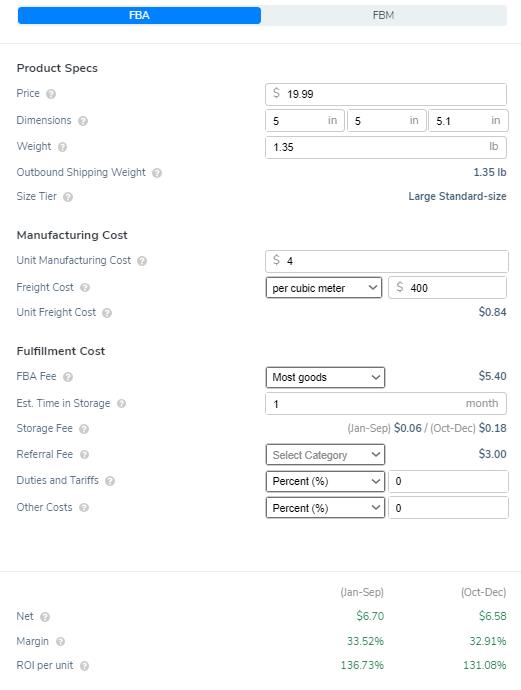 FBA FBM
Product Specs
Price ? $ 19.99
Dimensions ? 5 in 5 in 5.1 in
Weight ? 1.35 lb
Outbound Shipping Weight ? 1.35 lb
Size Tier ? Large Standard-size
Manufacturing Cost
Unit Manufacturing Cost ? $ 4
Freight Cost ? per cubic meter $ 400
Unit Freight Cost ? $0.84
Fulfillment Cost
FBA Fee ? Most goods $5.40
Est. Time in Storage ? 1 month
Storage Fee ? (Jan-Sep) $0.06 / (Oct-Dec) $0.18
Referral Fee ? Select Category $3.00
Duties and Tariffs ? Percent (%) 0
Other Costs ? Percent (%) 0
(Jan-Sep) (Oct-Dec)
Net ? $6.70 $6.58
Margin ? 33.52% 32.91%
ROI per unit ? 136.73% 131.08%